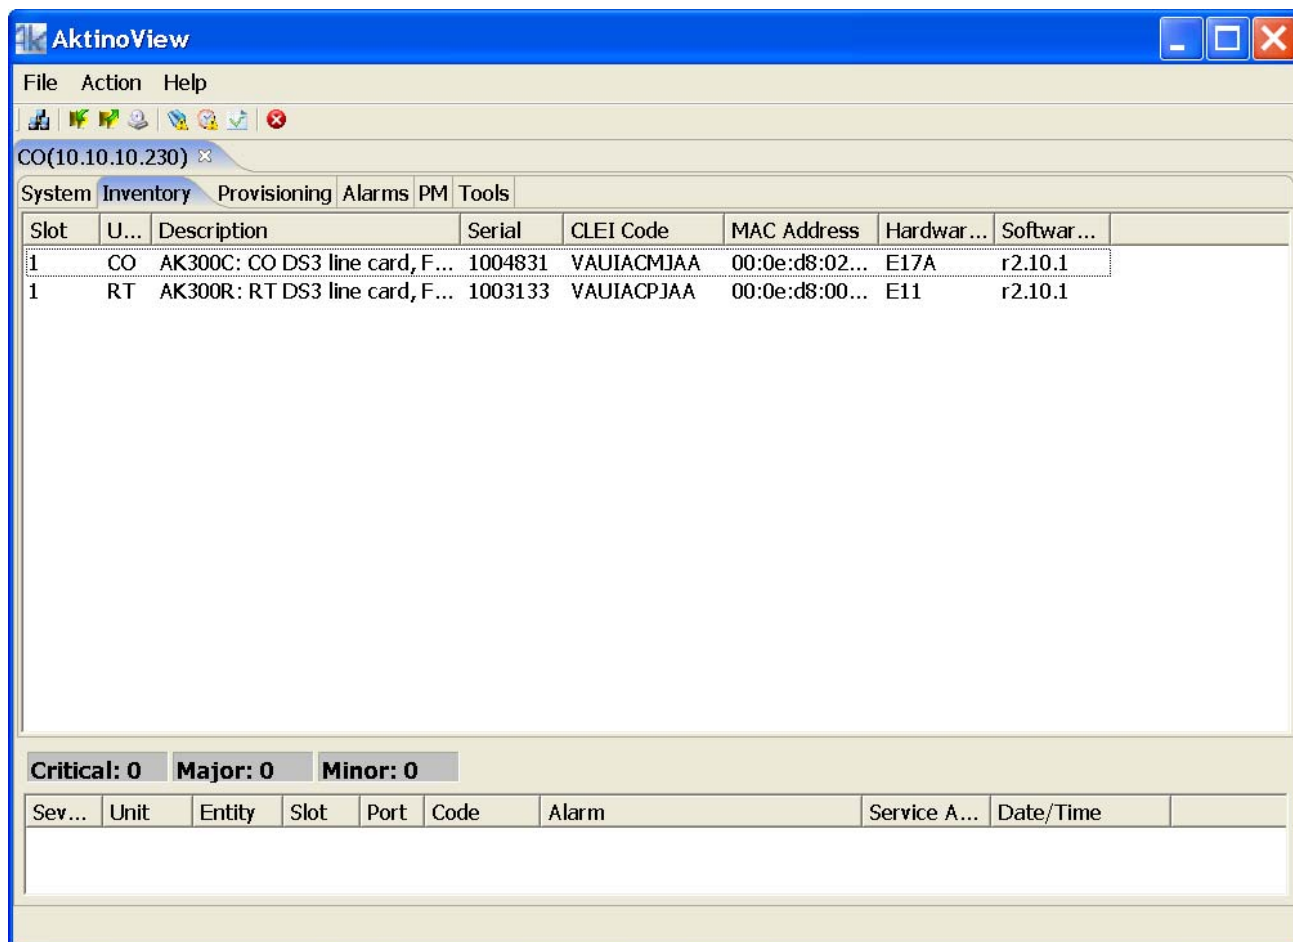 AktinoView
File Action Help
CO(10.10.10.230)
System Inventory Provisioning Alarms PM Tools
Slot U... Description Serial CLEI Code MAC Address Hardwar... Softwar...
1 CO AK300C: CO DS3 line card, F... 1004831 VAUIACMJAA 00:0e:d8:02... E17A r2.10.1
1 RT AK300R: RT DS3 line card, F... 1003133 VAUIACPJAA 00:0e:d8:00... E11 r2.10.1
Critical: 0 Major: 0 Minor: 0
Sev... Unit Entity Slot Port Code Alarm Service A... Date/Time